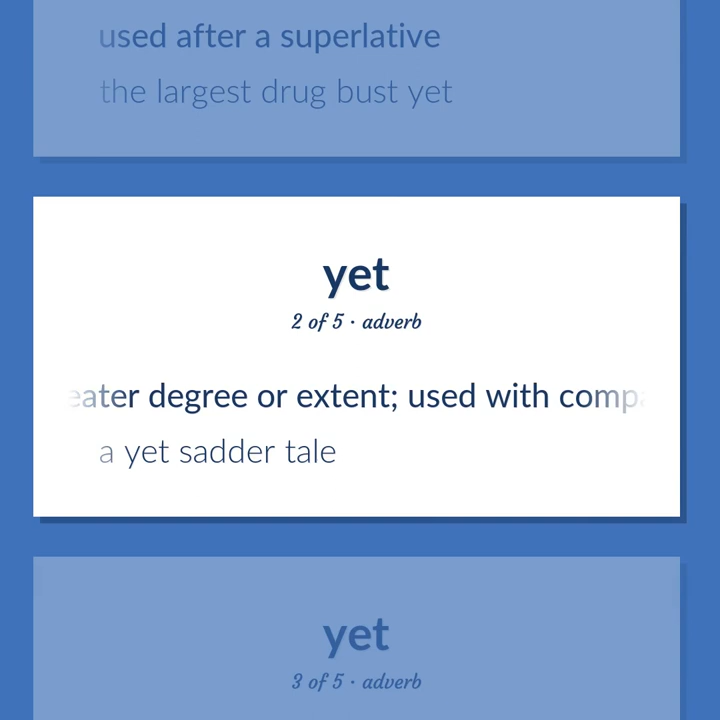 used after a superlative
the largest drug bust yet
yet
2 of 5 · adverb
eater degree or extent; used with comp
a yet sadder tale
yet
3 of 5 · adverb